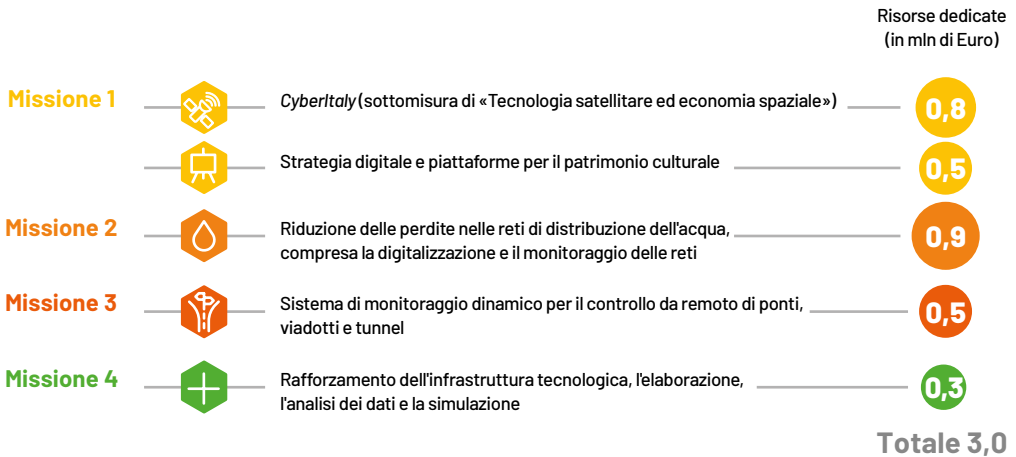 Risorse dedicate
(in mln di Euro)
Missione 1
CyberItaly (sottomisura di «Tecnologia satellitare ed economia spaziale»)
0,8
Strategia digitale e piattaforme per il patrimonio culturale
0,5
Missione 2
Riduzione delle perdite nelle reti di distribuzione dell'acqua,
compresa la digitalizzazione e il monitoraggio delle reti
0,9
Missione 3
Sistema di monitoraggio dinamico per il controllo da remoto di ponti,
viadotti e tunnel
0,5
Missione 4
Rafforzamento dell'infrastruttura tecnologica, l'elaborazione,
l'analisi dei dati e la simulazione
0,3
Totale 3,0